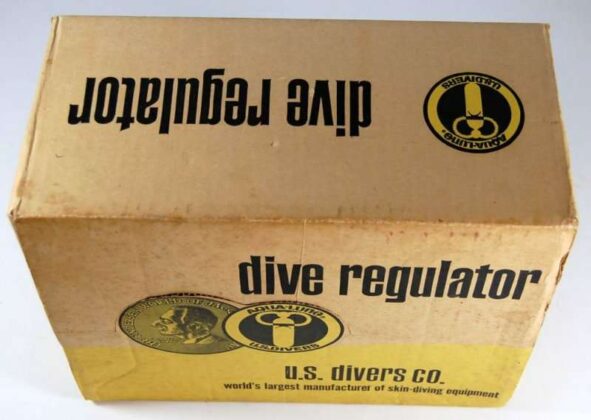 dive regulator
AQUA-LUNG
U.S.DIVERS
dive regulator
AQUA-LUNG
U.S.DIVERS
u.s. divers co.
world's largest manufacturer of skin-diving equipment